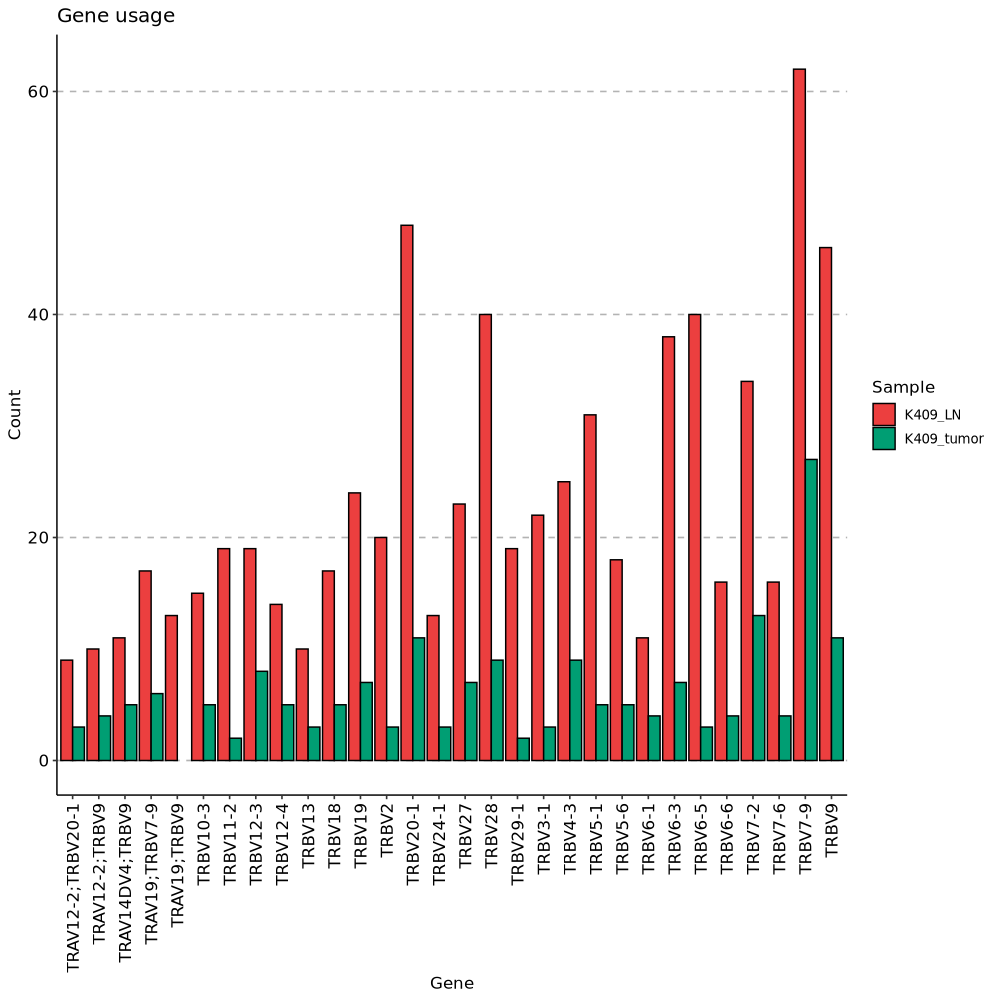 Gene usage
Count
60
40
20
0
TRAV12-2;TRBV20-1
TRAV12-2;TRBV9
TRAV14DV4;TRBV9
TRAV19;TRBV7-9
TRAV19;TRBV9
TRBV10-3
TRBV11-2
TRBV12-3
TRBV12-4
TRBV13
TRBV18
TRBV19
TRBV2
TRBV20-1
TRBV24-1
TRBV27
TRBV28
TRBV29-1
TRBV3-1
TRBV4-3
TRBV5-1
TRBV5-6
TRBV6-1
TRBV6-3
TRBV6-5
TRBV6-6
TRBV7-2
TRBV7-6
TRBV7-9
TRBV9
Gene
Sample
K409_LN
K409_tumor